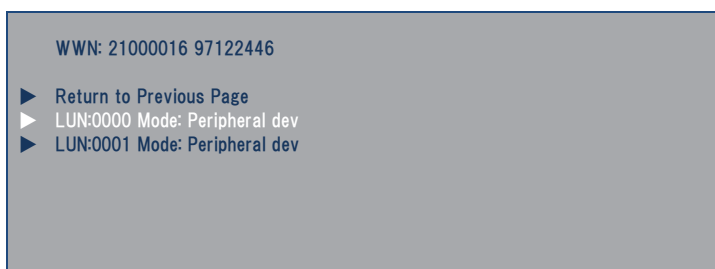 WWN: 21000016 97122446
Return to Previous Page
LUN:0000 Mode: Peripheral dev
LUN:0001 Mode: Peripheral dev